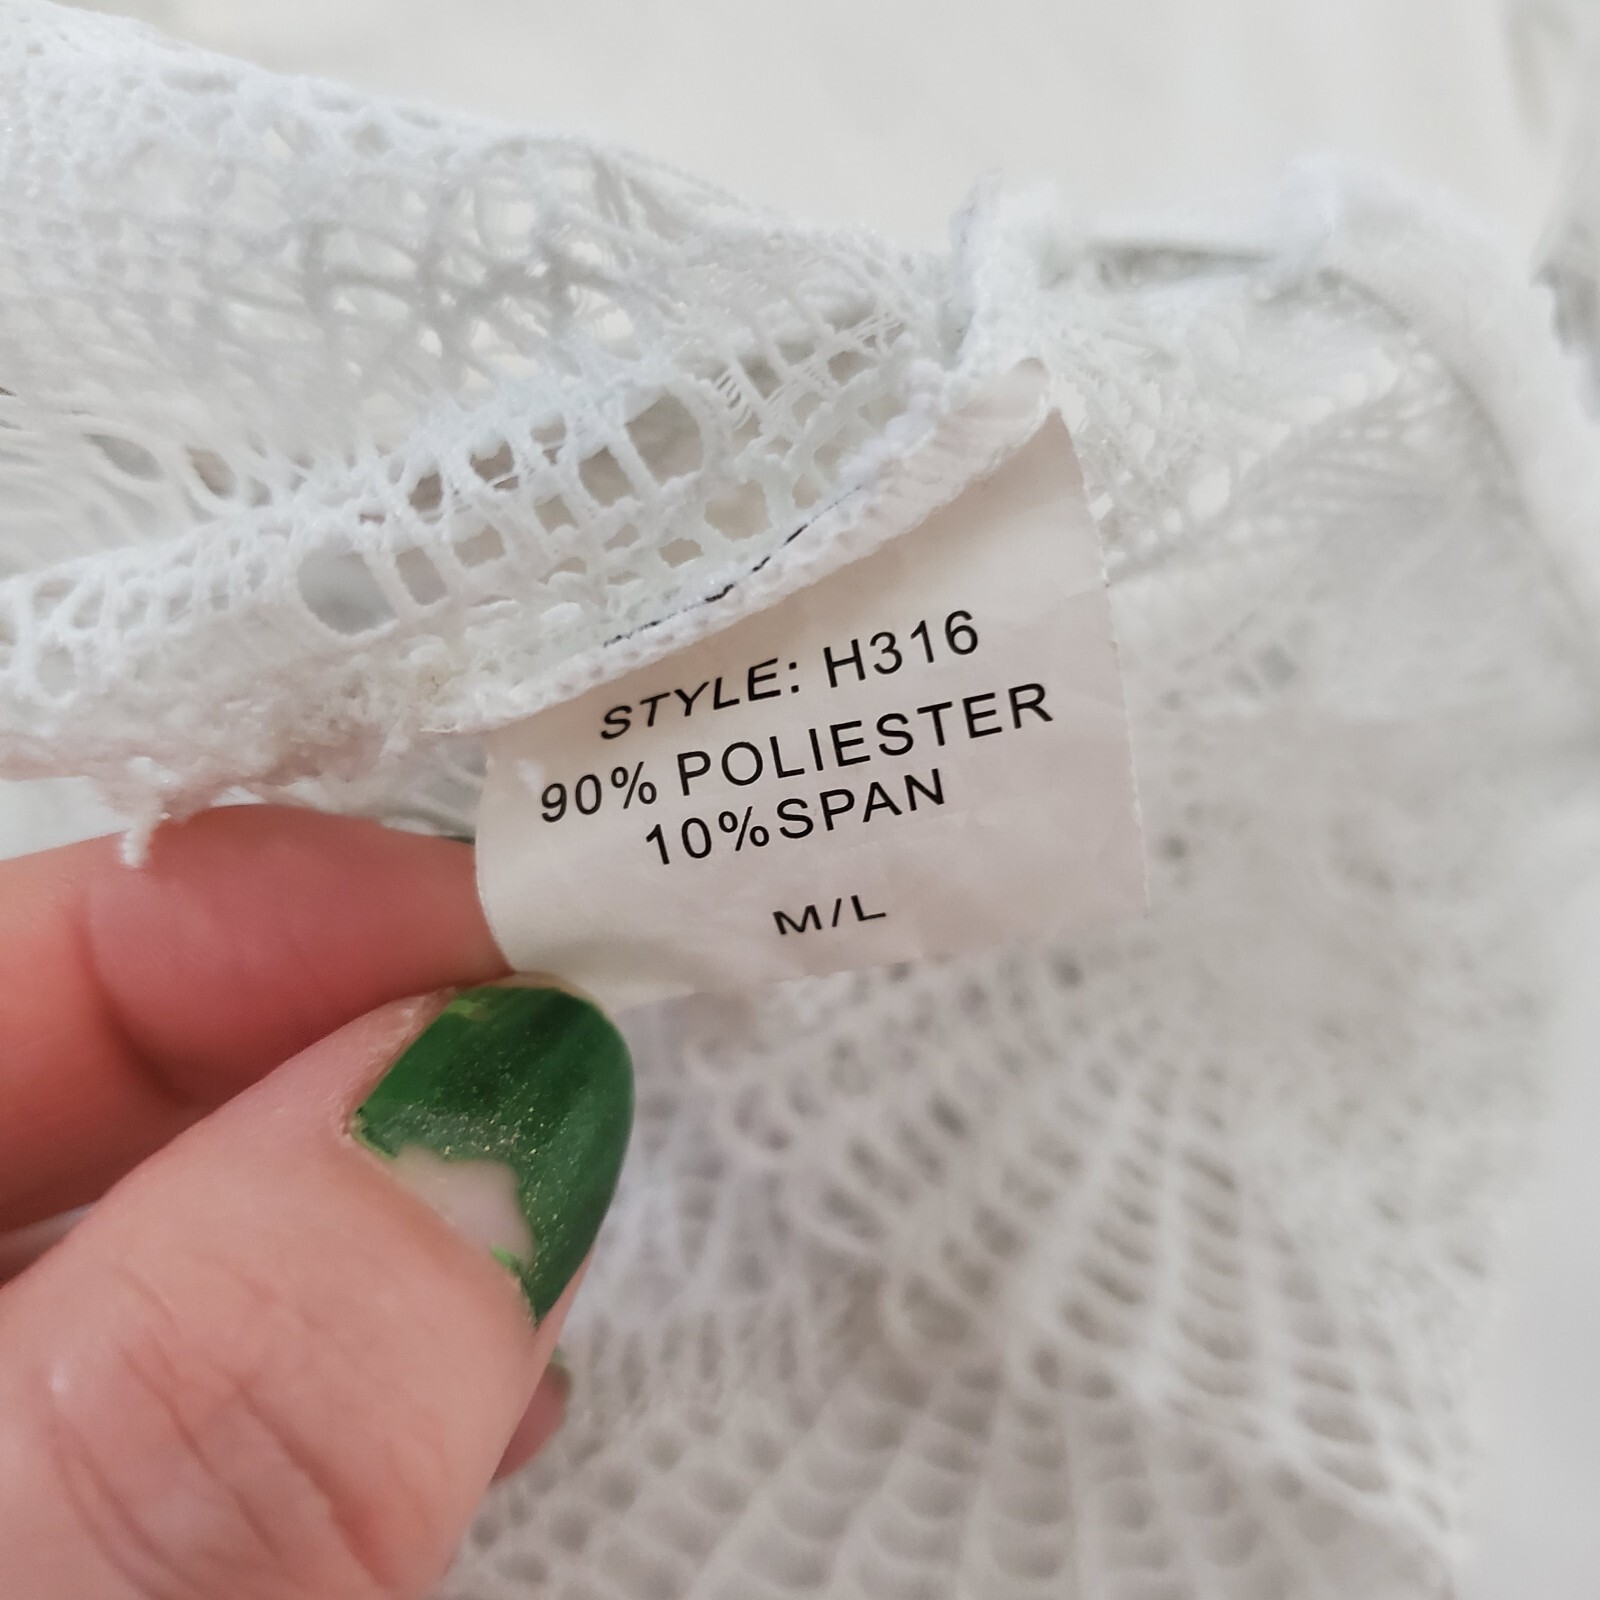 STYLE: H316
90% POLIESTER
10%SPAN
M/L